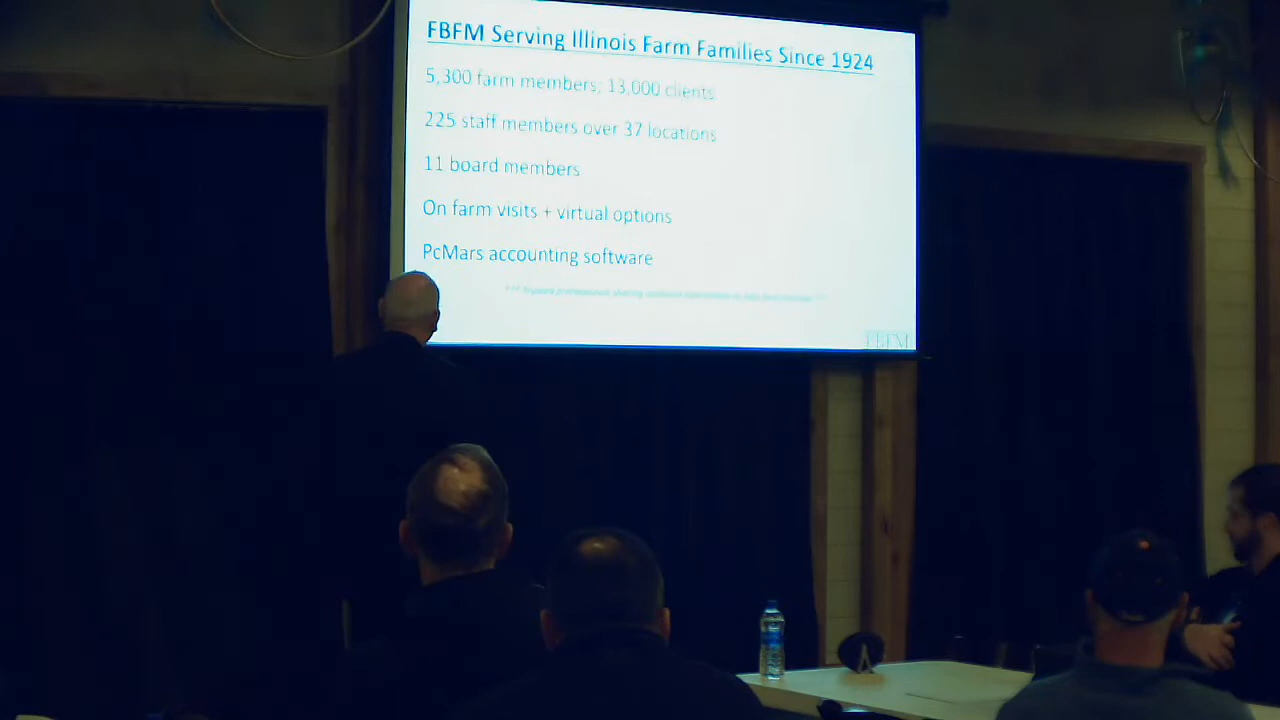 FBFM Serving Illinois Farm Families Since 1924
5,300 farm members; 13,000 clients
225 staff members over 37 locations
11 board members
On farm visits + virtual options
PcMars accounting software
FBFM